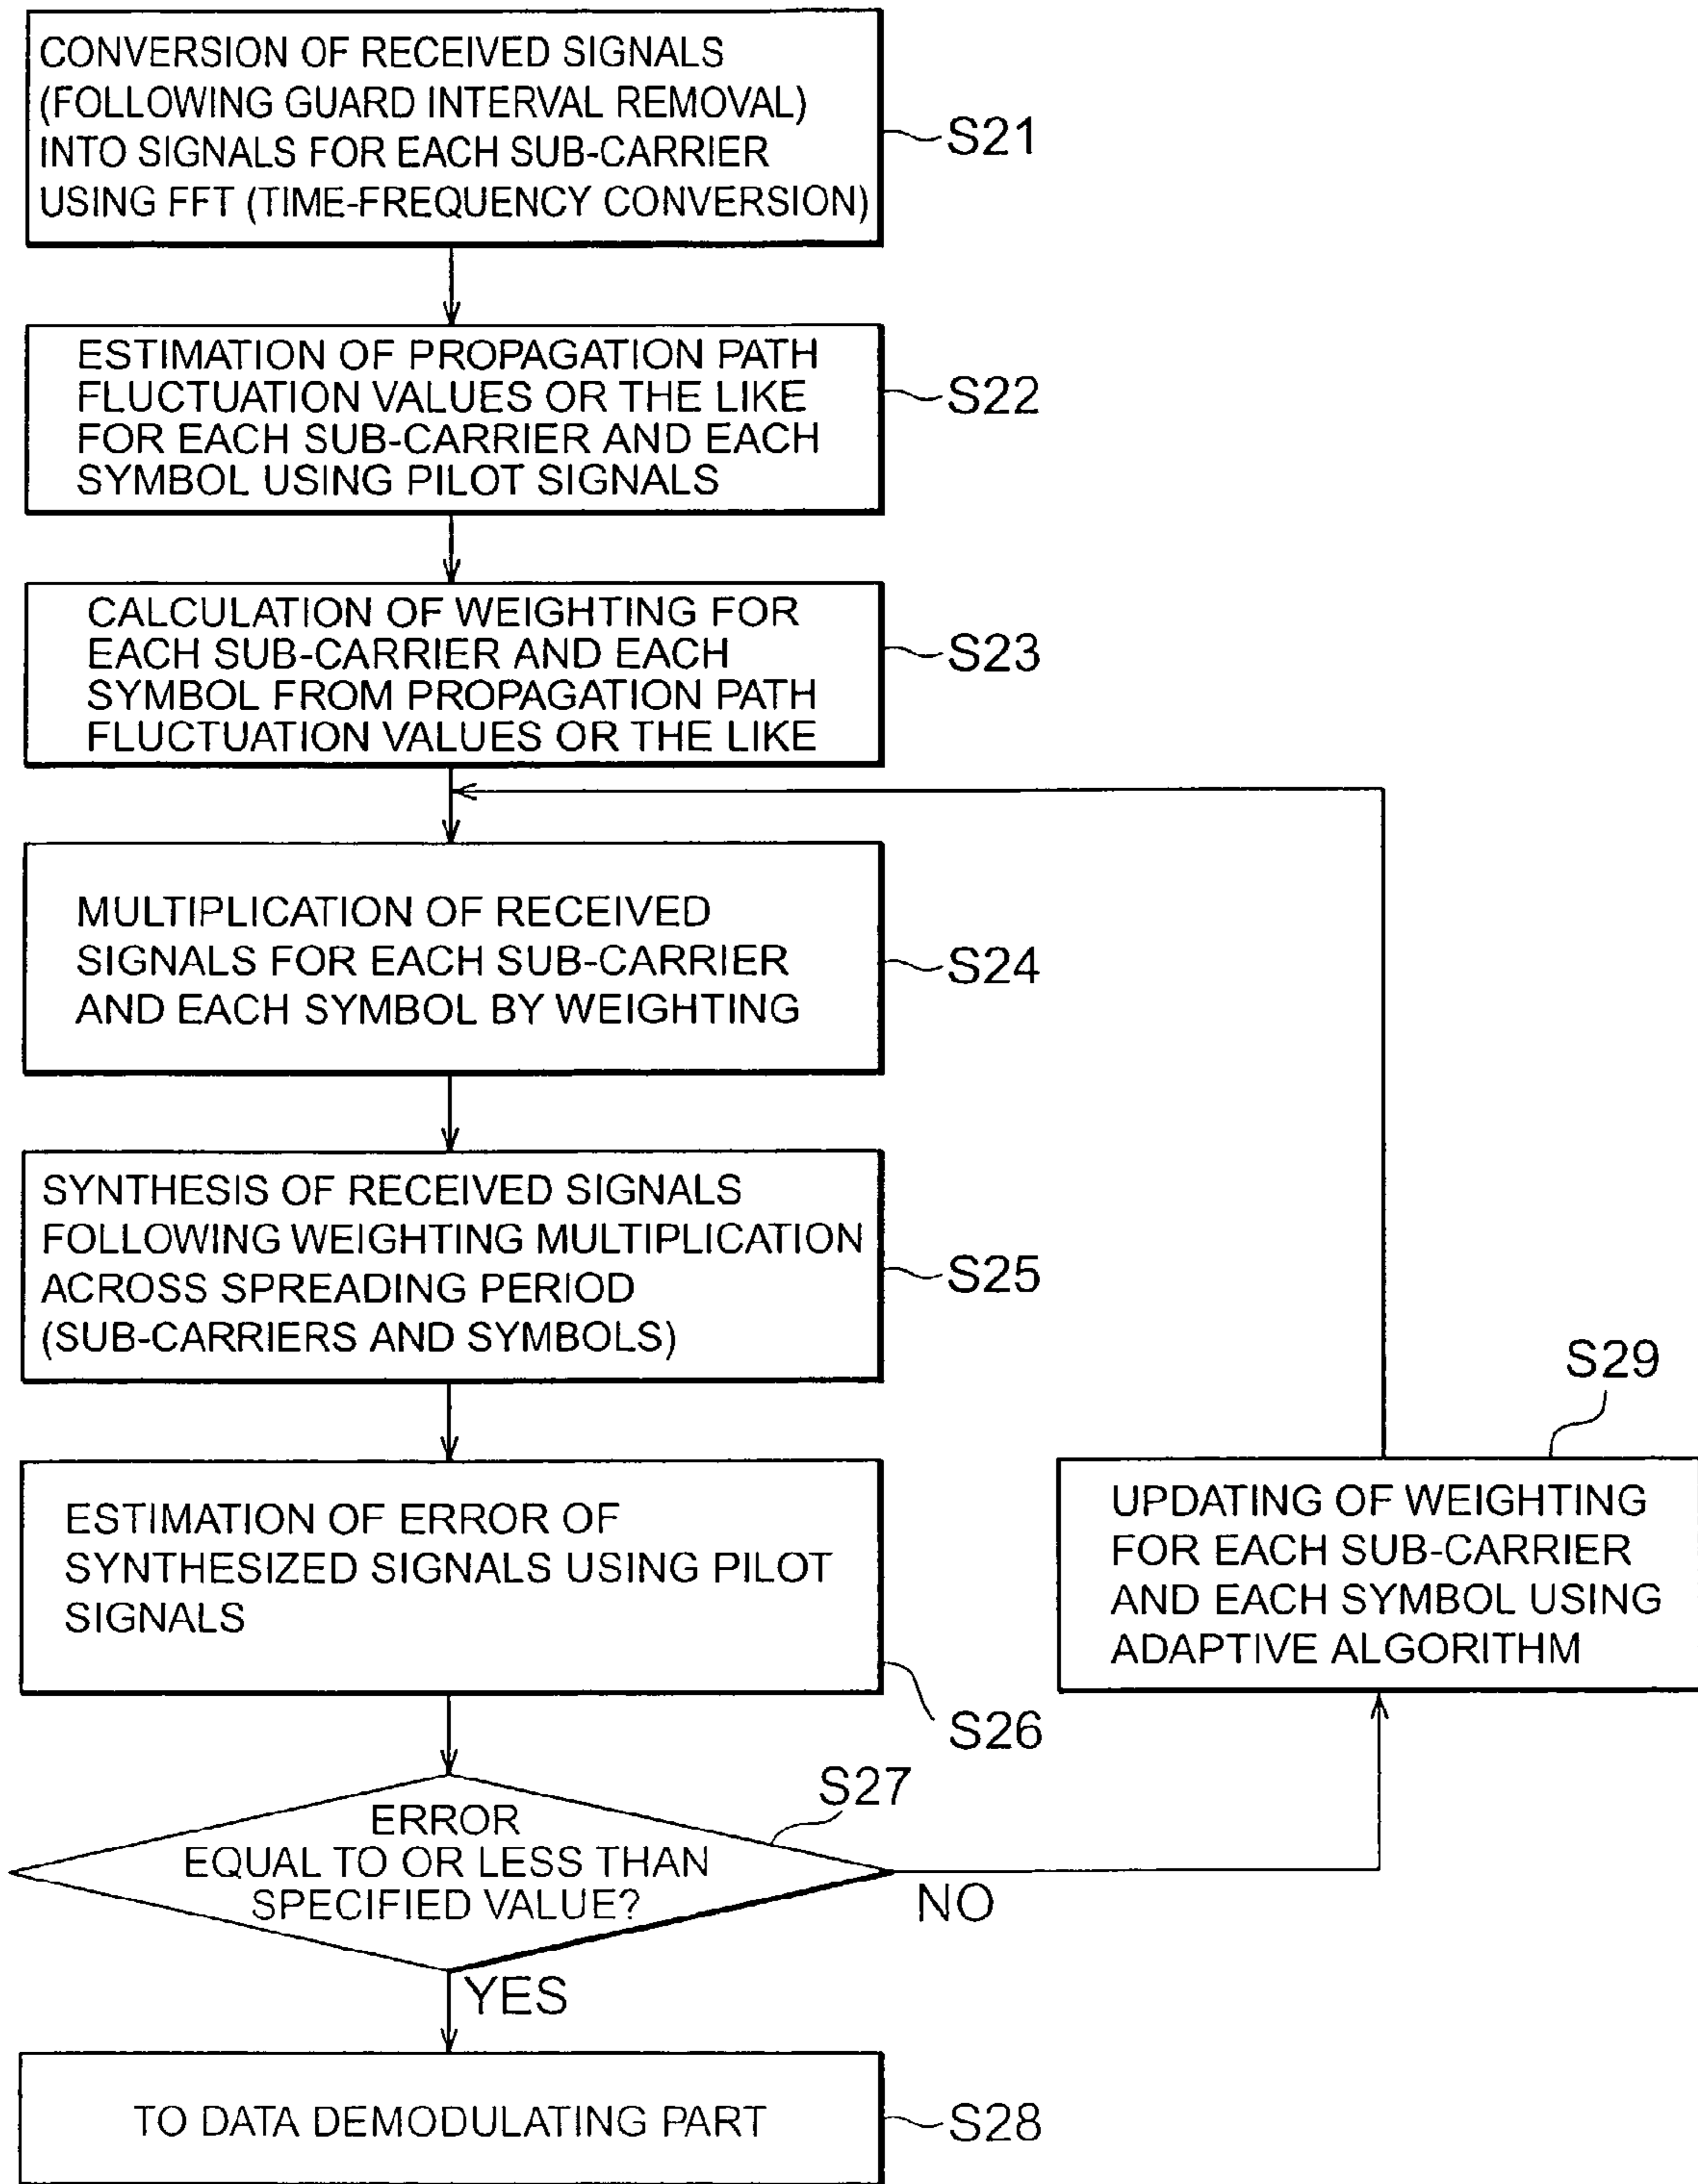 CONVERSION OF RECEIVED SIGNALS
(FOLLOWING GUARD INTERVAL REMOVAL)
INTO SIGNALS FOR EACH SUB-CARRIER
USING FFT (TIME-FREQUENCY CONVERSION)
S21
ESTIMATION OF PROPAGATION PATH
FLUCTUATION VALUES OR THE LIKE
FOR EACH SUB-CARRIER AND EACH
SYMBOL USING PILOT SIGNALS
S22
CALCULATION OF WEIGHTING FOR
EACH SUB-CARRIER AND EACH
SYMBOL FROM PROPAGATION PATH
FLUCTUATION VALUES OR THE LIKE
S23
MULTIPLICATION OF RECEIVED
SIGNALS FOR EACH SUB-CARRIER
AND EACH SYMBOL BY WEIGHTING
S24
SYNTHESIS OF RECEIVED SIGNALS
FOLLOWING WEIGHTING MULTIPLICATION
ACROSS SPREADING PERIOD
(SUB-CARRIERS AND SYMBOLS)
S25
ESTIMATION OF ERROR OF
SYNTHESIZED SIGNALS USING PILOT
SIGNALS
S26
S29
UPDATING OF WEIGHTING
FOR EACH SUB-CARRIER
AND EACH SYMBOL USING
ADAPTIVE ALGORITHM
S27
ERROR
EQUAL TO OR LESS THAN
SPECIFIED VALUE?
NO
YES
TO DATA DEMODULATING PART
S28